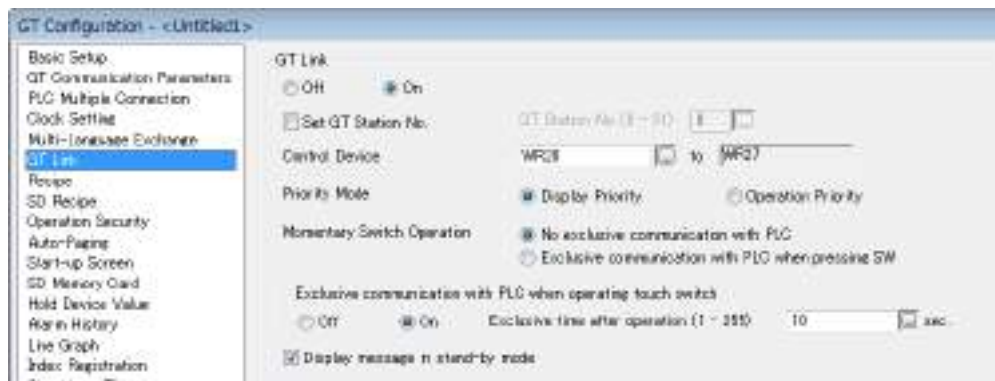 GT Configuration - <Untitled1>
Basic Setup
GT Communication Parameters
PLC Multiple Connection
Clock Setting
Multi-Language Exchange
GT Link
Recipe
SD Recipe
Operation Security
Auto-Paging
Start-up Screen
SD Memory Card
Hold Device Value
Alarm History
Line Graph
Index Registration
GT Link
Off On
Set GT Station No. GT Station No.
Control Device to WR27
Priority Mode Display Priority Operation Priority
Momentary Switch Operation No exclusive communication with PLC
Exclusive communication with PLC when pressing SW
Exclusive communication with PLC when operating touch switch
Off On Exclusive time after operation (1 - 255) 10 ... sec.
Display message in stand-by mode